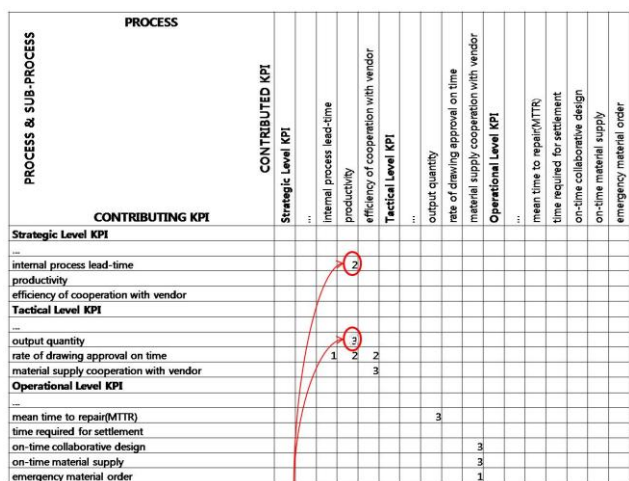 PROCESS
PROCESS & SUB-PROCESS
CONTRIBUTED KPI
Strategic Level KPI
...
internal process lead-time
productivity
efficiency of cooperation with vendor
Tactical Level KPI
...
output quantity
rate of drawing approval on time
material supply cooperation with vendor
Operational Level KPI
...
mean time to repair(MTTR)
time required for settlement
on-time collaborative design
on-time material supply
emergency material order
CONTRIBUTING KPI
Strategic Level KPI
...
internal process lead-time 2
productivity
efficiency of cooperation with vendor
Tactical Level KPI
...
output quantity 3
rate of drawing approval on time 1 2 2
material supply cooperation with vendor 3
Operational Level KPI
...
mean time to repair(MTTR) 3
time required for settlement
on-time collaborative design 3
on-time material supply 3
emergency material order 1